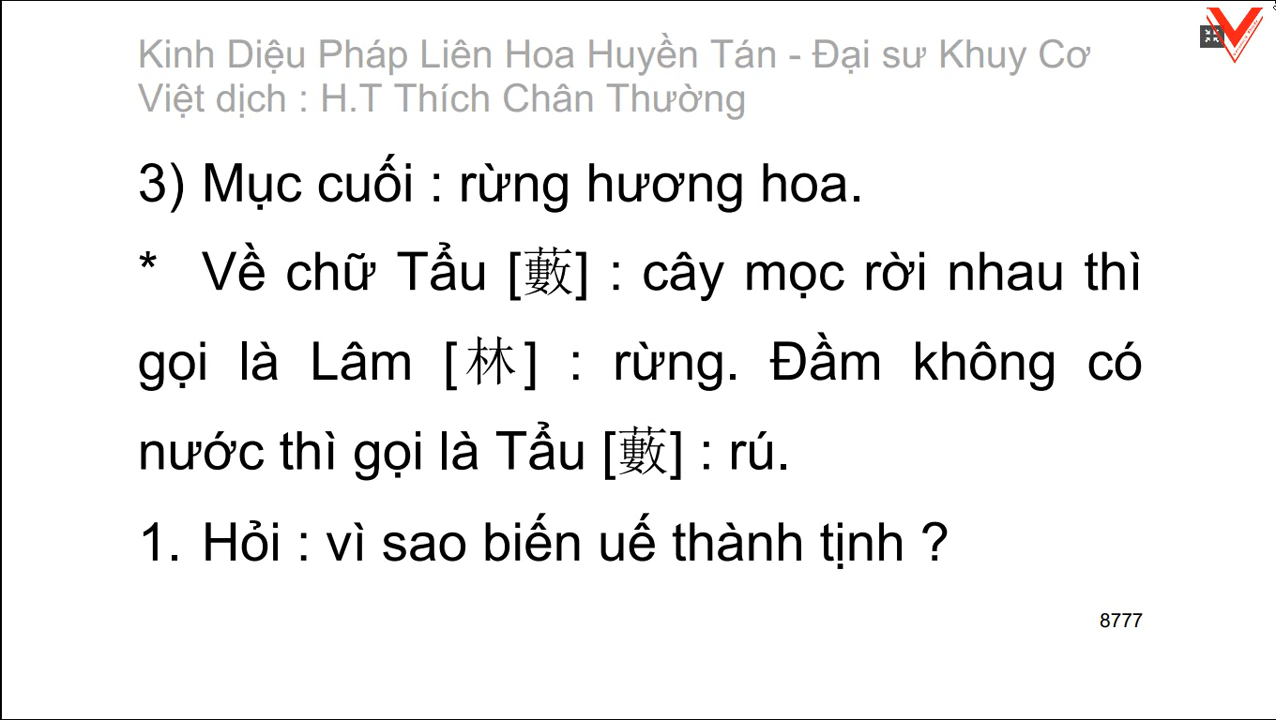 Kinh Diệu Pháp Liên Hoa Huyền Tán - Đại sư Khuy Cơ
Việt dịch : H.T Thích Chân Thường
3) Mục cuối : rừng hương hoa.
* Về chữ Tẩu [藪] : cây mọc rời nhau thì
gọi là Lâm [林] : rừng. Đầm không có
nước thì gọi là Tẩu [藪] : rú.
1. Hỏi : vì sao biến uế thành tịnh ?
8777